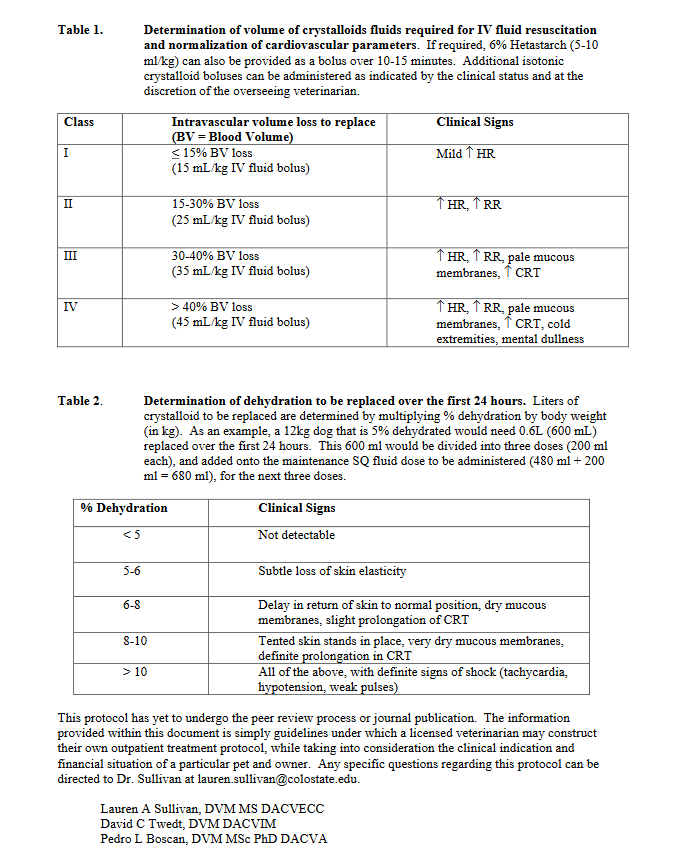 Table 1. Determination of volume of crystalloids fluids required for IV fluid resuscitation
and normalization of cardiovascular parameters. If required, 6% Hetastarch (5-10
ml/kg) can also be provided as a bolus over 10-15 minutes. Additional isotonic
crystalloid boluses can be administered as indicated by the clinical status and at the
discretion of the overseeing veterinarian.
Class Intravascular volume loss to replace Clinical Signs
(BV = Blood Volume)
I ≤ 15% BV loss Mild ↑ HR
(15 mL/kg IV fluid bolus)
II 15-30% BV loss ↑ HR, ↑ RR
(25 mL/kg IV fluid bolus)
III 30-40% BV loss ↑ HR, ↑ RR, pale mucous
(35 mL/kg IV fluid bolus) membranes, ↑ CRT
IV > 40% BV loss ↑ HR, ↑ RR, pale mucous
(45 mL/kg IV fluid bolus) membranes, ↑ CRT, cold
extremities, mental dullness
Table 2. Determination of dehydration to be replaced over the first 24 hours. Liters of
crystalloid to be replaced are determined by multiplying % dehydration by body weight
(in kg). As an example, a 12kg dog that is 5% dehydrated would need 0.6L (600 mL)
replaced over the first 24 hours. This 600 ml would be divided into three doses (200 ml
each), and added onto the maintenance SQ fluid dose to be administered (480 ml + 200
ml = 680 ml), for the next three doses.
% Dehydration Clinical Signs
< 5 Not detectable
5-6 Subtle loss of skin elasticity
6-8 Delay in return of skin to normal position, dry mucous
membranes, slight prolongation of CRT
8-10 Tented skin stands in place, very dry mucous membranes,
definite prolongation in CRT
> 10 All of the above, with definite signs of shock (tachycardia,
hypotension, weak pulses)
This protocol has yet to undergo the peer review process or journal publication. The information
provided within this document is simply guidelines under which a licensed veterinarian may construct
their own outpatient treatment protocol, while taking into consideration the clinical indication and
financial situation of a particular pet and owner. Any specific questions regarding this protocol can be
directed to Dr. Sullivan at lauren.sullivan@colostate.edu.
Lauren A Sullivan, DVM MS DACVECC
David C Twedt, DVM DACVIM
Pedro L Boscan, DVM MSc PhD DACVA